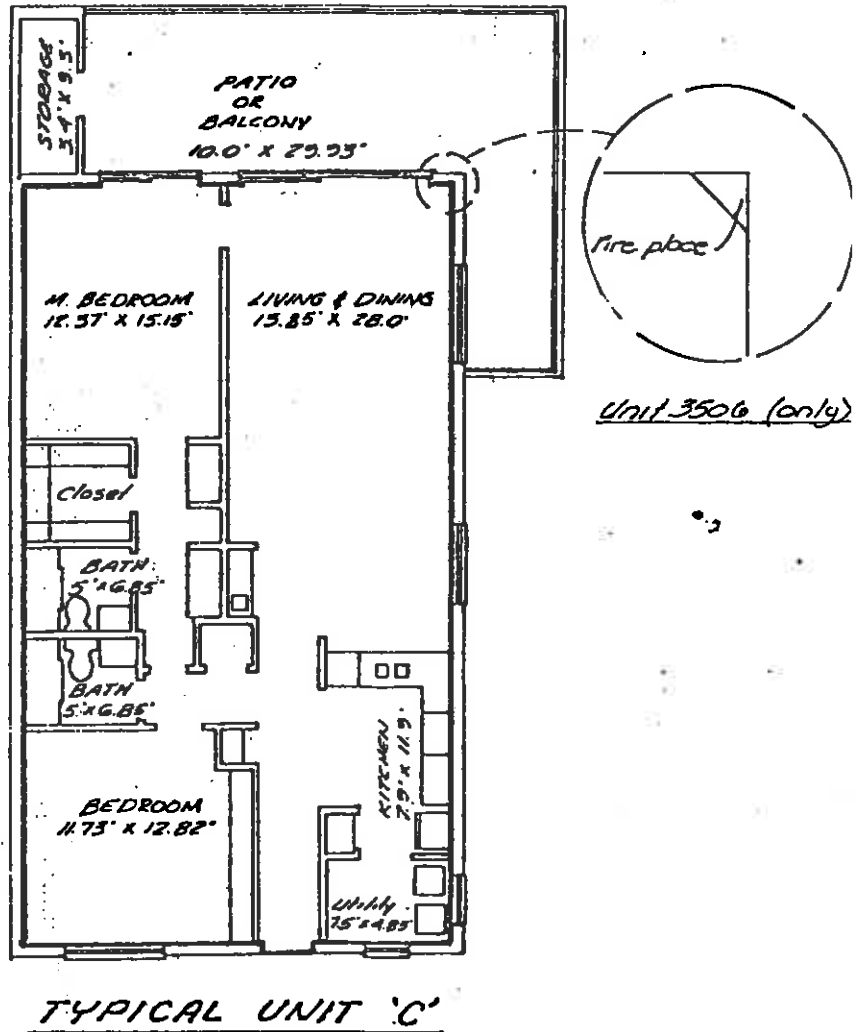 STORAGE
3.4' X 9.5'
PATIO
OR
BALCONY
10.0' X 29.93'
Fire place
M. BEDROOM
12.37' X 15.15'
LIVING & DINING
13.85' X 28.0'
Unit 3506 (only)
Closet
BATH
5' X 6.85'
BATH
5' X 6.85'
KITCHEN
7.9' X 11.9'
BEDROOM
11.73' X 12.82'
Utility
7.5' X 4.85'
TYPICAL UNIT 'C'